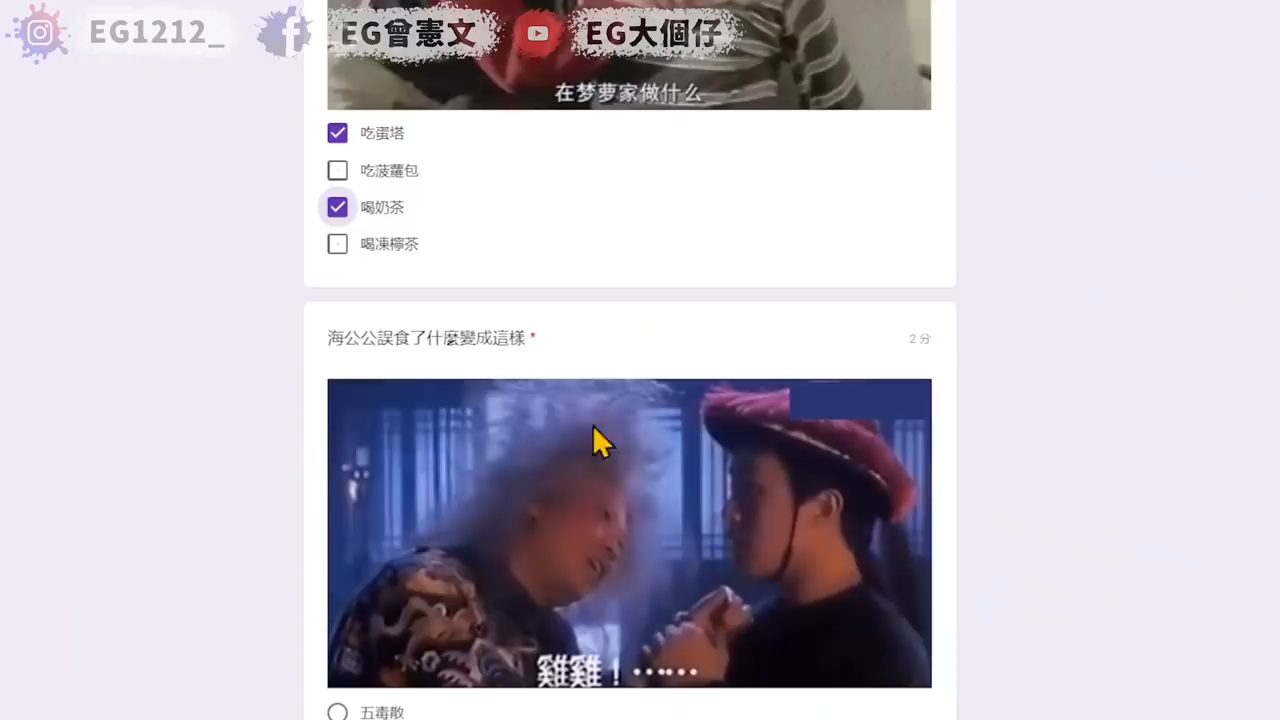 EG1212_ EG曾憲文 EG大個仔
在梦萝家做什么
吃蛋塔
吃菠蘿包
喝奶茶
喝凍檸茶
海公公誤食了什麼變成這樣 *
2 分
雞雞！⋯⋯
五毒散